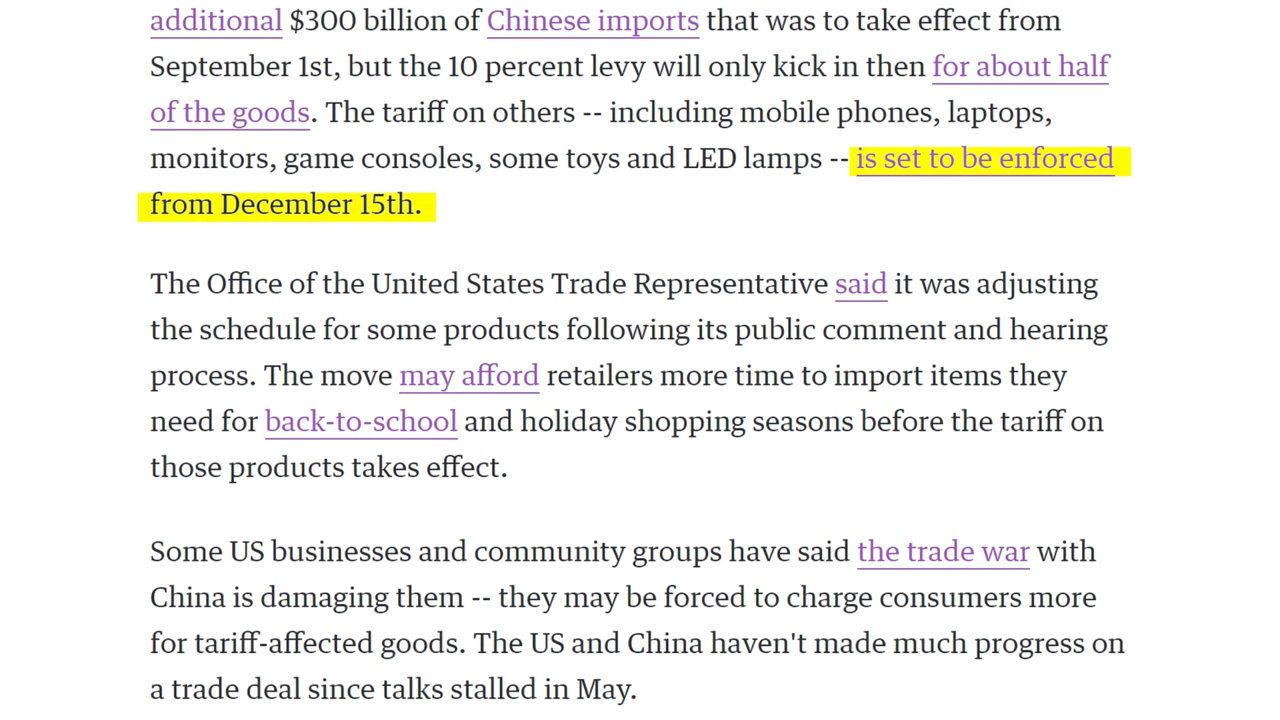 additional $300 billion of Chinese imports that was to take effect from
September 1st, but the 10 percent levy will only kick in then for about half
of the goods. The tariff on others -- including mobile phones, laptops,
monitors, game consoles, some toys and LED lamps -- is set to be enforced
from December 15th.
The Office of the United States Trade Representative said it was adjusting
the schedule for some products following its public comment and hearing
process. The move may afford retailers more time to import items they
need for back-to-school and holiday shopping seasons before the tariff on
those products takes effect.
Some US businesses and community groups have said the trade war with
China is damaging them -- they may be forced to charge consumers more
for tariff-affected goods. The US and China haven't made much progress on
a trade deal since talks stalled in May.